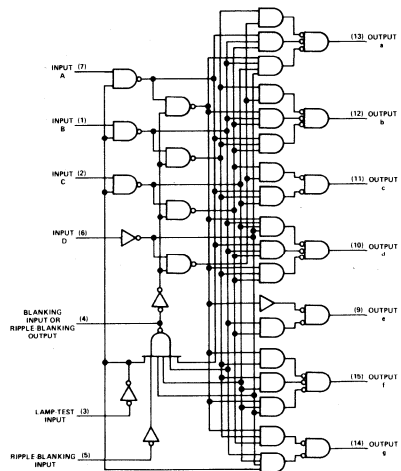 (13) OUTPUT
a
INPUT (7)
A
INPUT (1)
B
(12) OUTPUT
b
INPUT (2)
C
(11) OUTPUT
c
INPUT (6)
D
(10) OUTPUT
d
BLANKING
INPUT OR (4)
RIPPLE-BLANKING
OUTPUT
(9) OUTPUT
e
(15) OUTPUT
f
LAMP-TEST (3)
INPUT
RIPPLE-BLANKING (5)
INPUT
(14) OUTPUT
g